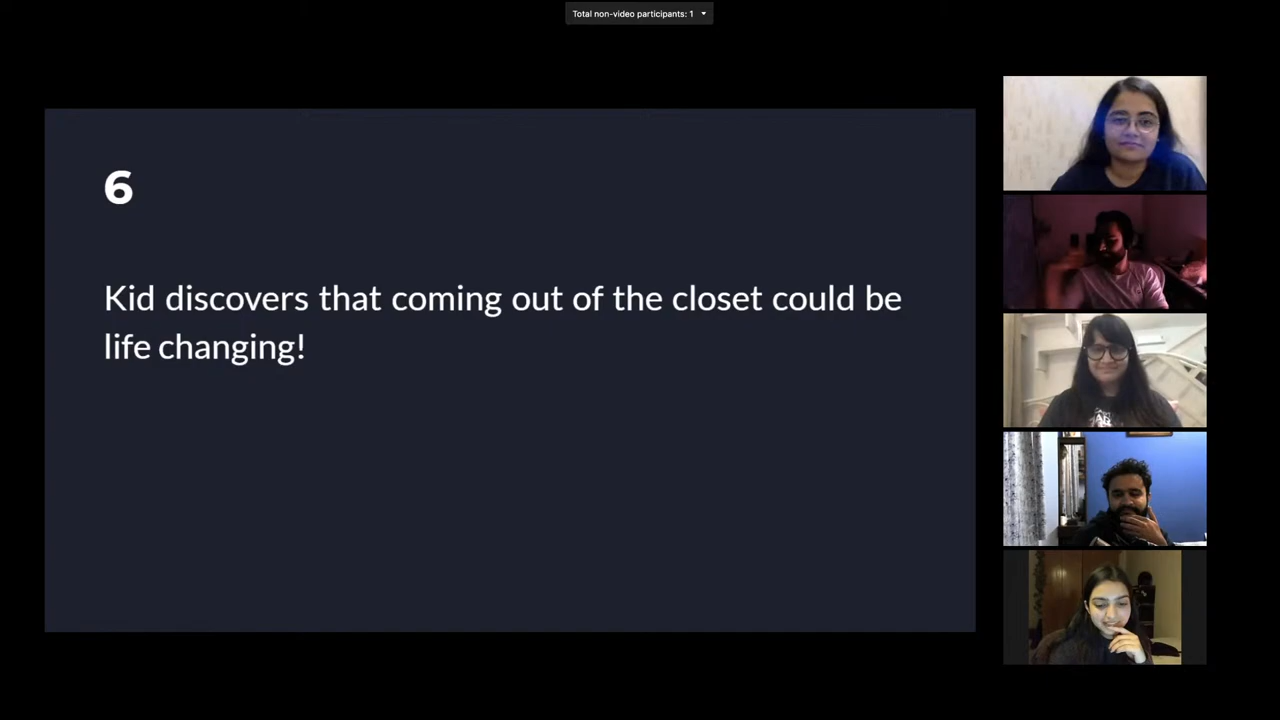 Total non-video participants: 1
6
Kid discovers that coming out of the closet could be
life changing!